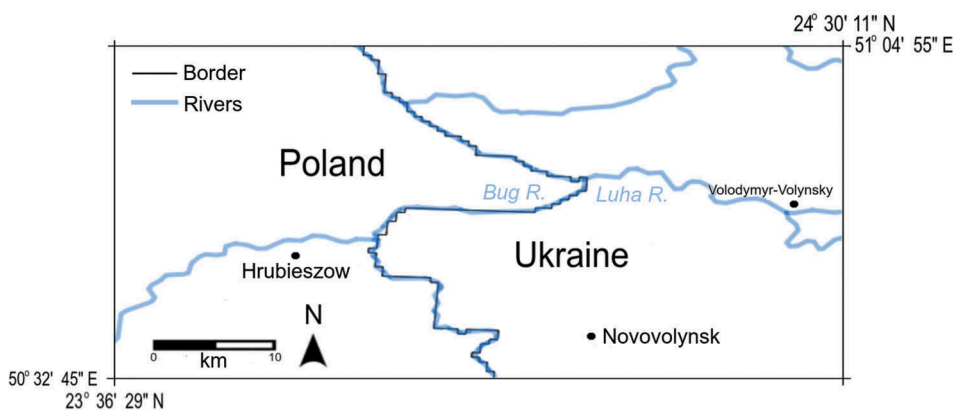 24° 30' 11" N
51° 04' 55" E
Border
Rivers
Poland
Bug R.
Luha R.
Volodymyr-Volynsky
Ukraine
Hrubieszow
N
Novovolynsk
0 10
km
50° 32' 45" E
23° 36' 29" N